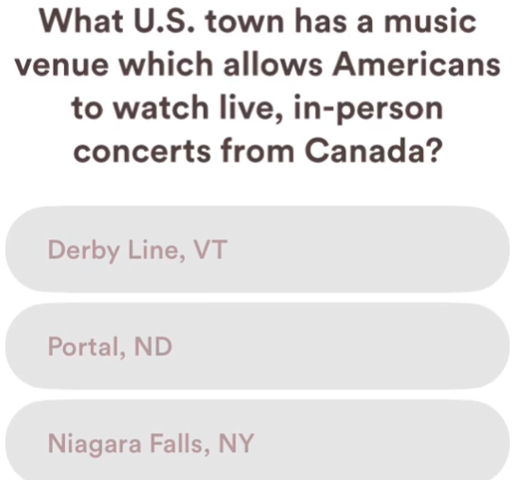 What U.S. town has a music
venue which allows Americans
to watch live, in-person
concerts from Canada?
Derby Line, VT
Portal, ND
Niagara Falls, NY